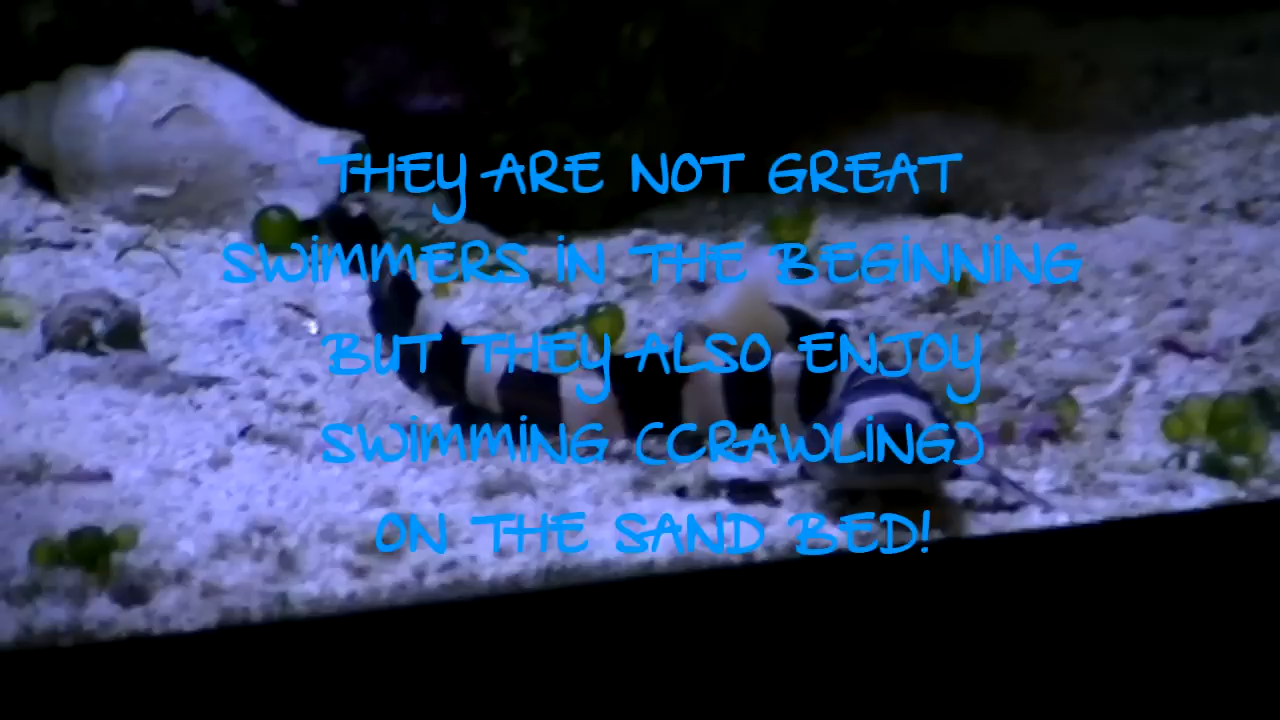 THEY ARE NOT GREAT
SWIMMERS IN THE BEGINNING
BUT THEY ALSO ENJOY
SWIMMING (CRAWLING)
ON THE SAND BED!